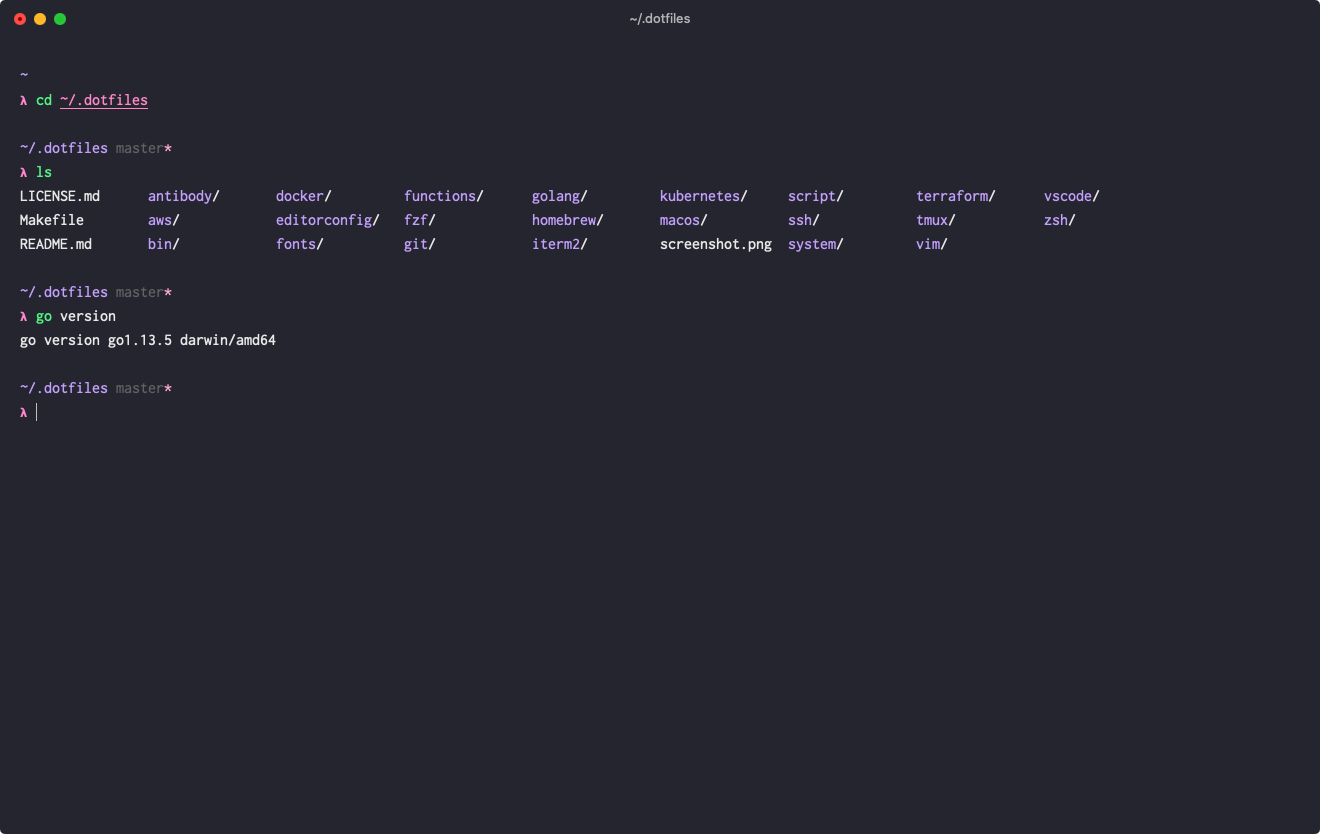 ~/.dotfiles
~
λ cd ~/.dotfiles
~/.dotfiles master*
λ ls
LICENSE.md antibody/ docker/ functions/ golang/ kubernetes/ script/ terraform/ vscode/
Makefile aws/ editorconfig/ fzf/ homebrew/ macos/ ssh/ tmux/ zsh/
README.md bin/ fonts/ git/ iterm2/ screenshot.png system/ vim/
~/.dotfiles master*
λ go version
go version go1.13.5 darwin/amd64
~/.dotfiles master*
λ